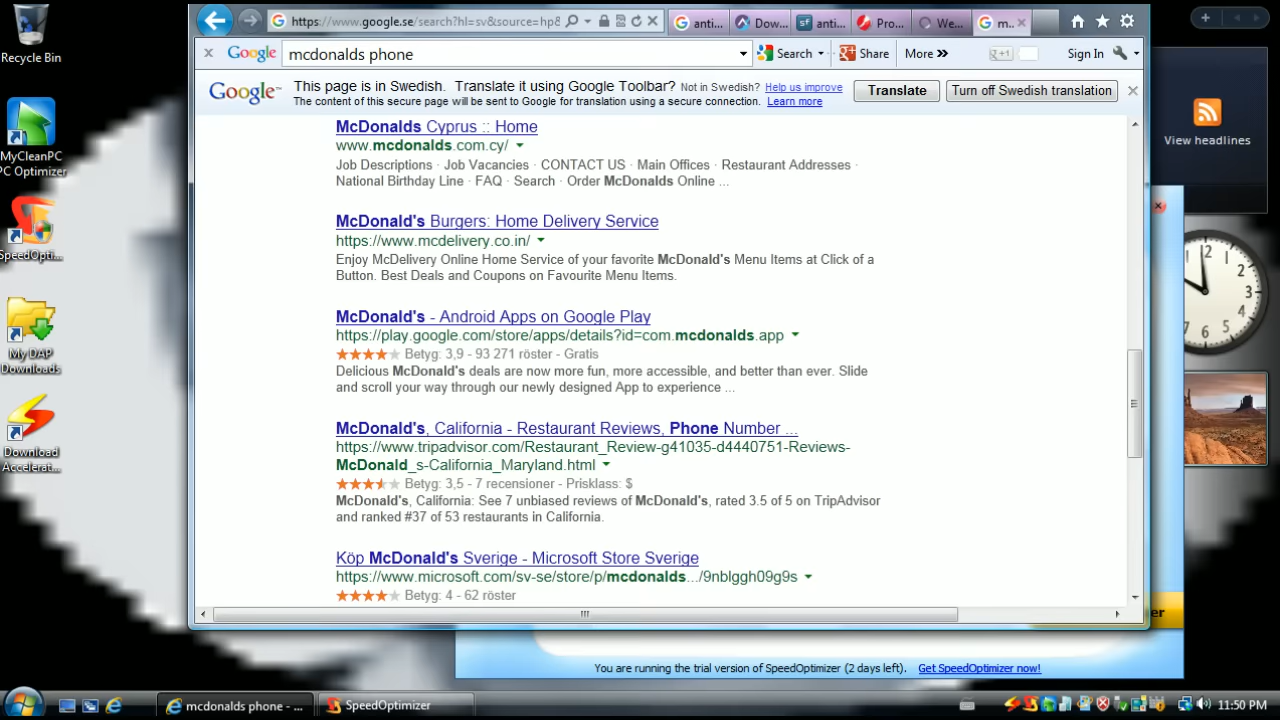 Recycle Bin
MyCleanPC
PC Optimizer
SpeedOpti...
My DAP
Downloads
Download
Accelerat...
https://www.google.se/search?hl=sv&source=hp&
anti
Dow...
anti...
Pro...
We...
m...
Google
mcdonalds phone
Search
Share
More »
g+1
Sign In
Google
This page is in Swedish. Translate it using Google Toolbar? Not in Swedish? Help us improve
The content of this secure page will be sent to Google for translation using a secure connection. Learn more
Translate
Turn off Swedish translation
McDonalds Cyprus :: Home
www.mcdonalds.com.cy/
Job Descriptions · Job Vacancies · CONTACT US · Main Offices · Restaurant Addresses ·
National Birthday Line · FAQ · Search · Order McDonalds Online ...
McDonald's Burgers: Home Delivery Service
https://www.mcdelivery.co.in/
Enjoy McDelivery Online Home Service of your favorite McDonald's Menu Items at Click of a
Button. Best Deals and Coupons on Favourite Menu Items.
McDonald's - Android Apps on Google Play
https://play.google.com/store/apps/details?id=com.mcdonalds.app
Betyg: 3,9 - 93 271 röster - Gratis
Delicious McDonald's deals are now more fun, more accessible, and better than ever. Slide
and scroll your way through our newly designed App to experience ...
McDonald's, California - Restaurant Reviews, Phone Number ...
https://www.tripadvisor.com/Restaurant_Review-g41035-d4440751-Reviews-
McDonald_s-California_Maryland.html
Betyg: 3,5 - 7 recensioner - Prisklass: $
McDonald's, California: See 7 unbiased reviews of McDonald's, rated 3.5 of 5 on TripAdvisor
and ranked #37 of 53 restaurants in California.
Köp McDonald's Sverige - Microsoft Store Sverige
https://www.microsoft.com/sv-se/store/p/mcdonalds.../9nblggh09g9s
Betyg: 4 - 62 röster
View headlines
12
1
2
3
4
5
6
7
er
You are running the trial version of SpeedOptimizer (2 days left). Get SpeedOptimizer now!
mcdonalds phone - ...
SpeedOptimizer
11:50 PM